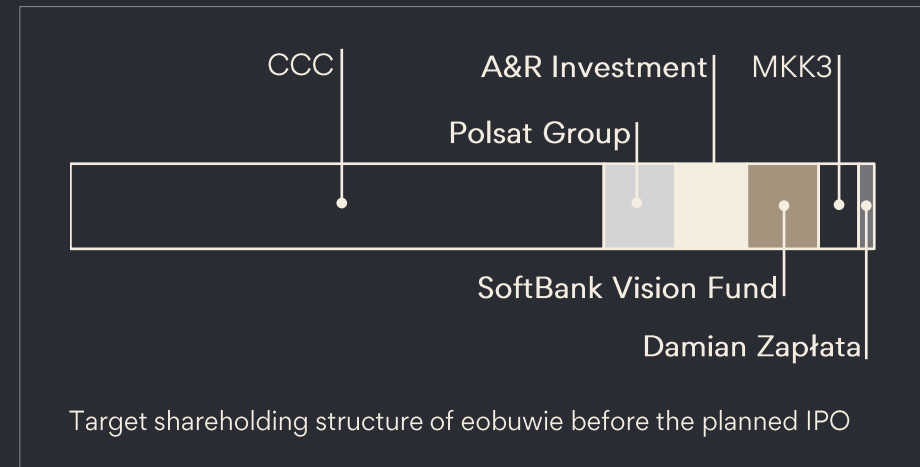 CCC
A&R Investment
MKK3
Polsat Group
SoftBank Vision Fund
Damian Zapłata
Target shareholding structure of eobuwie before the planned IPO